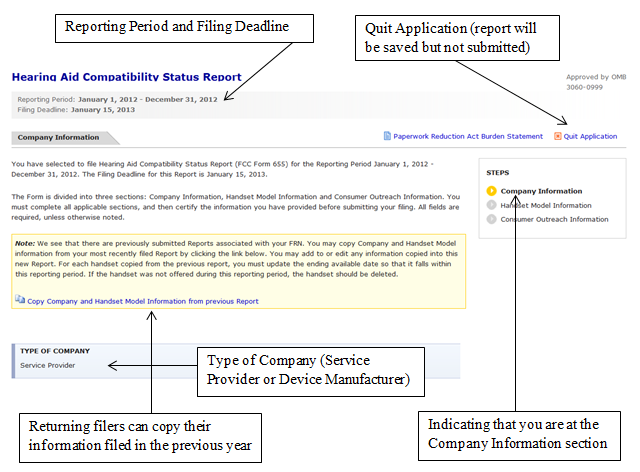 Reporting Period and Filing Deadline
Quit Application (report will
be saved but not submitted)
Hearing Aid Compatibility Status Report
Approved by OMB
3060-0999
Reporting Period: January 1, 2012 - December 31, 2012
Filing Deadline: January 15, 2013
Company Information
Paperwork Reduction Act Burden Statement
Quit Application
You have selected to file Hearing Aid Compatibility Status Report (FCC Form 655) for the Reporting Period January 1, 2012 -
December 31, 2012. The Filing Deadline for this Report is January 15, 2013.
The Form is divided into three sections: Company Information, Handset Model Information and Consumer Outreach Information. You
must complete all applicable sections, and then certify the information you have provided before submitting your filing. All fields are
required, unless otherwise noted.
STEPS
Company Information
Handset Model Information
Consumer Outreach Information
Note: We see that there are previously submitted Reports associated with your FRN. You may copy Company and Handset Model
information from your most recently filed Report by clicking the link below. You may add to or edit any information copied into this
new Report. For each handset copied from the previous report, you must update the ending available date so that it falls within
this reporting period. If the handset was not offered during this reporting period, the handset should be deleted.
Copy Company and Handset Model Information from previous Report
TYPE OF COMPANY
Service Provider
Type of Company (Service
Provider or Device Manufacturer)
Returning filers can copy their
information filed in the previous year
Indicating that you are at the
Company Information section